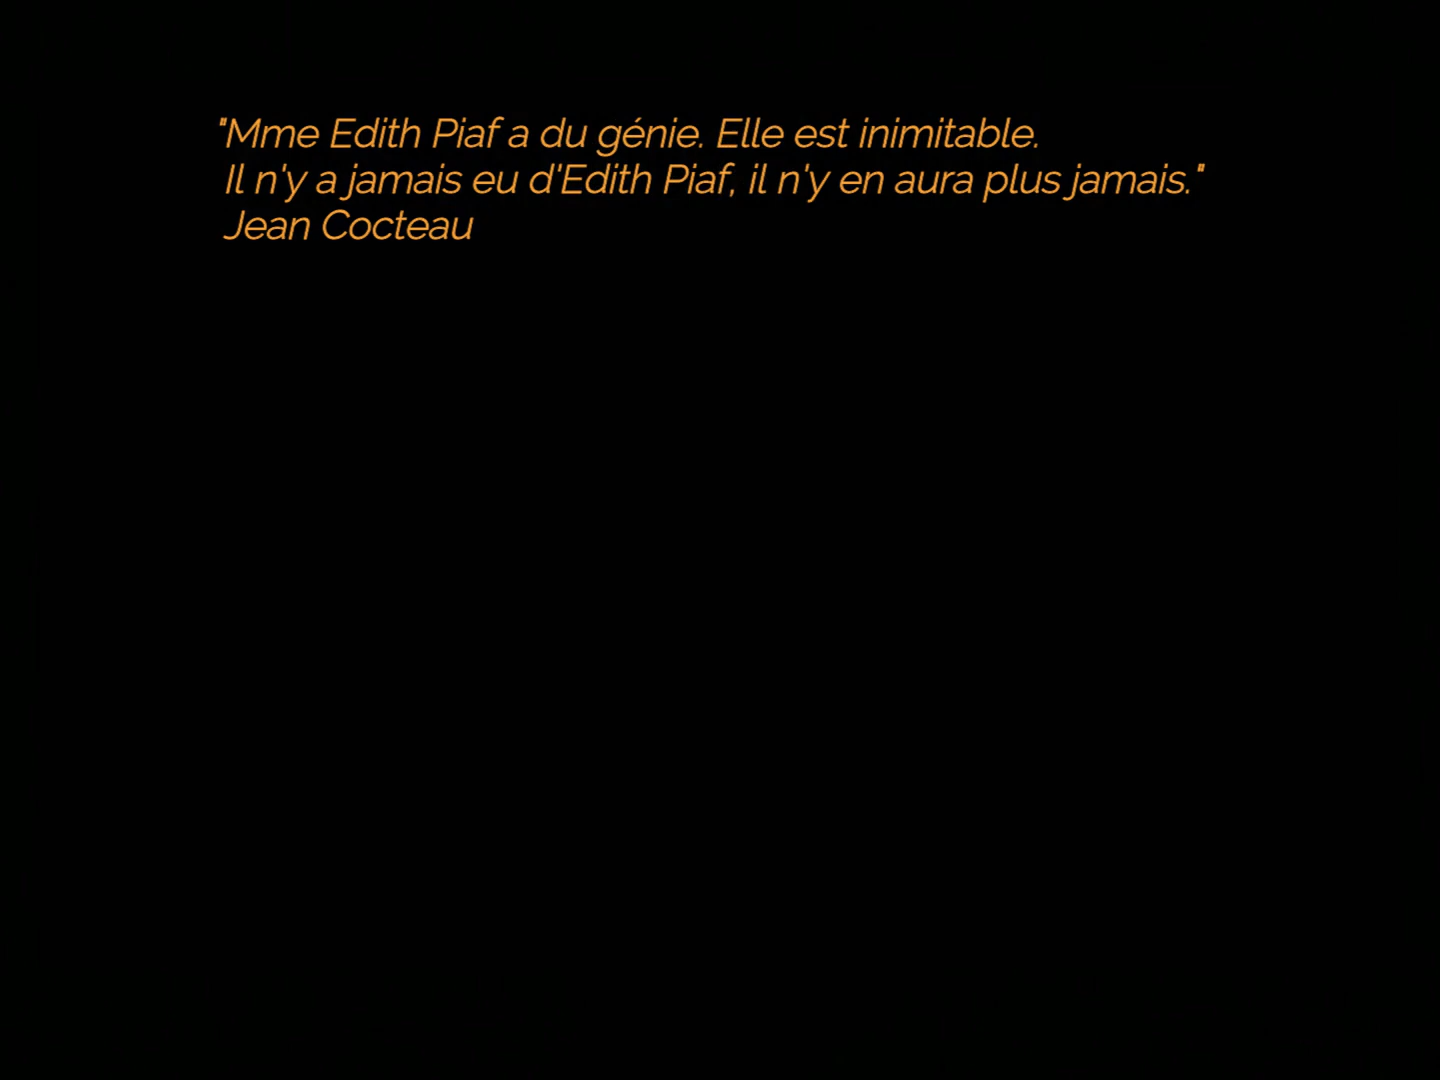 "Mme Edith Piaf a du génie. Elle est inimitable.
Il n'y a jamais eu d'Edith Piaf, il n'y en aura plus jamais."
Jean Cocteau